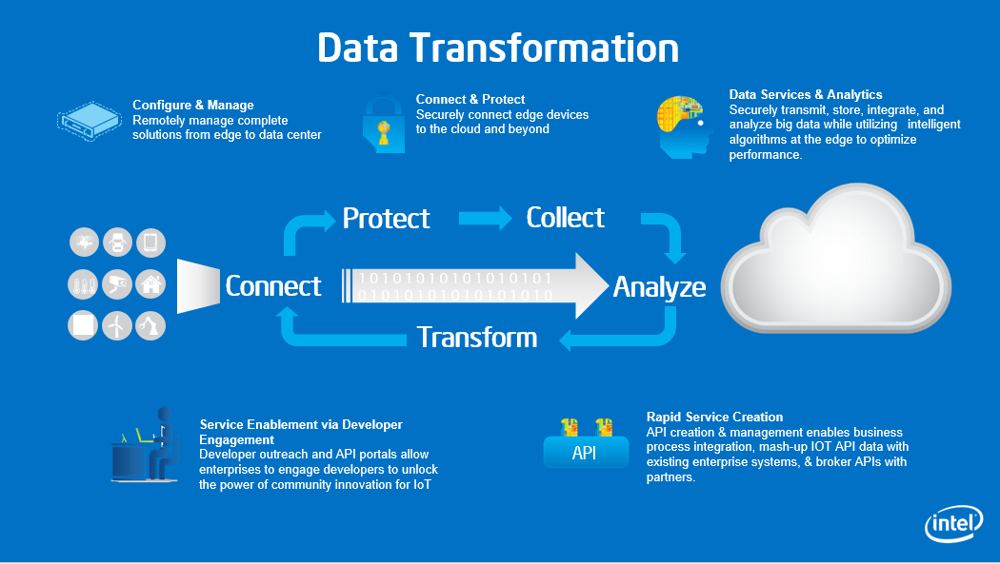 Data Transformation
Configure & Manage
Remotely manage complete
solutions from edge to data center
Connect & Protect
Securely connect edge devices
to the cloud and beyond
Data Services & Analytics
Securely transmit, store, integrate, and
analyze big data while utilizing intelligent
algorithms at the edge to optimize
performance.
Protect
Collect
Connect
10101010101010101
010101010101010 10
Analyze
Transform
Service Enablement via Developer
Engagement
Developer outreach and API portals allow
enterprises to engage developers to unlock
the power of community innovation for IoT
API
Rapid Service Creation
API creation & management enables business
process integration, mash-up IOT API data with
existing enterprise systems, & broker APIs with
partners.
intel